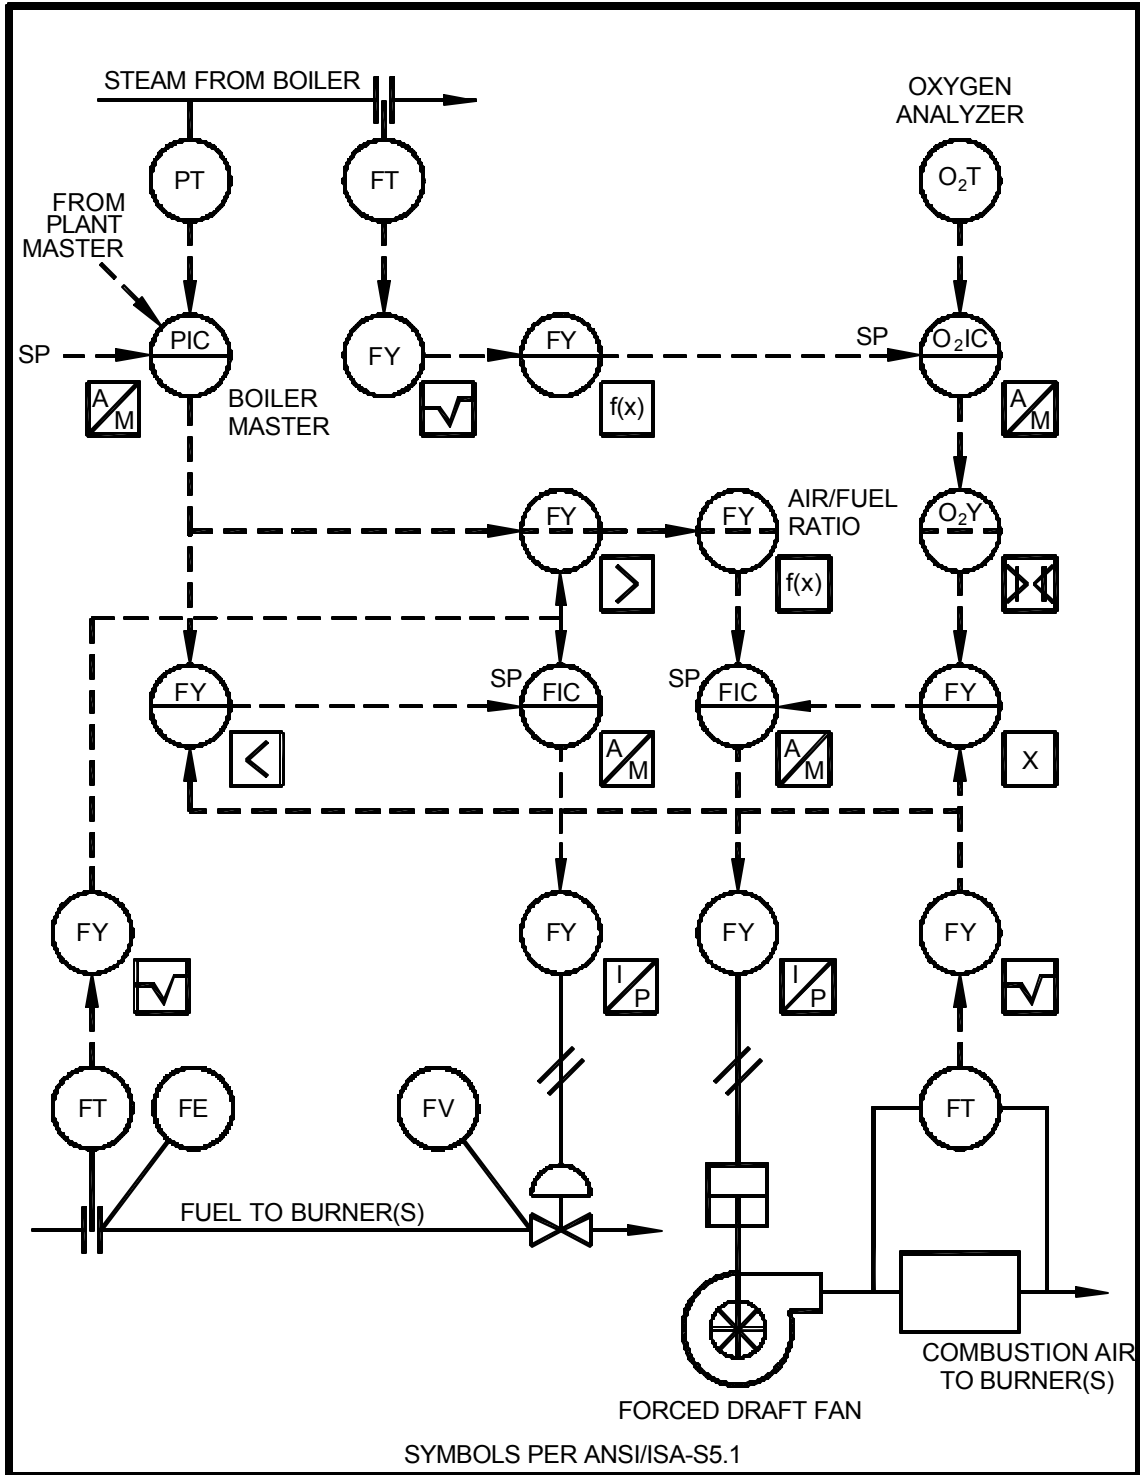 STEAM FROM BOILER
OXYGEN
ANALYZER
PT
FT
O₂T
FROM
PLANT
MASTER
SP
PIC
A/M
BOILER
MASTER
FY
√
FY
f(x)
SP
O₂IC
A/M
FY
>
FY
AIR/FUEL
RATIO
f(x)
O₂Y
FY
<
SP
FIC
A/M
SP
FIC
A/M
FY
X
FY
√
FY
I/P
FY
I/P
FY
√
FT
FE
FV
FT
FUEL TO BURNER(S)
COMBUSTION AIR
TO BURNER(S)
FORCED DRAFT FAN
SYMBOLS PER ANSI/ISA-S5.1